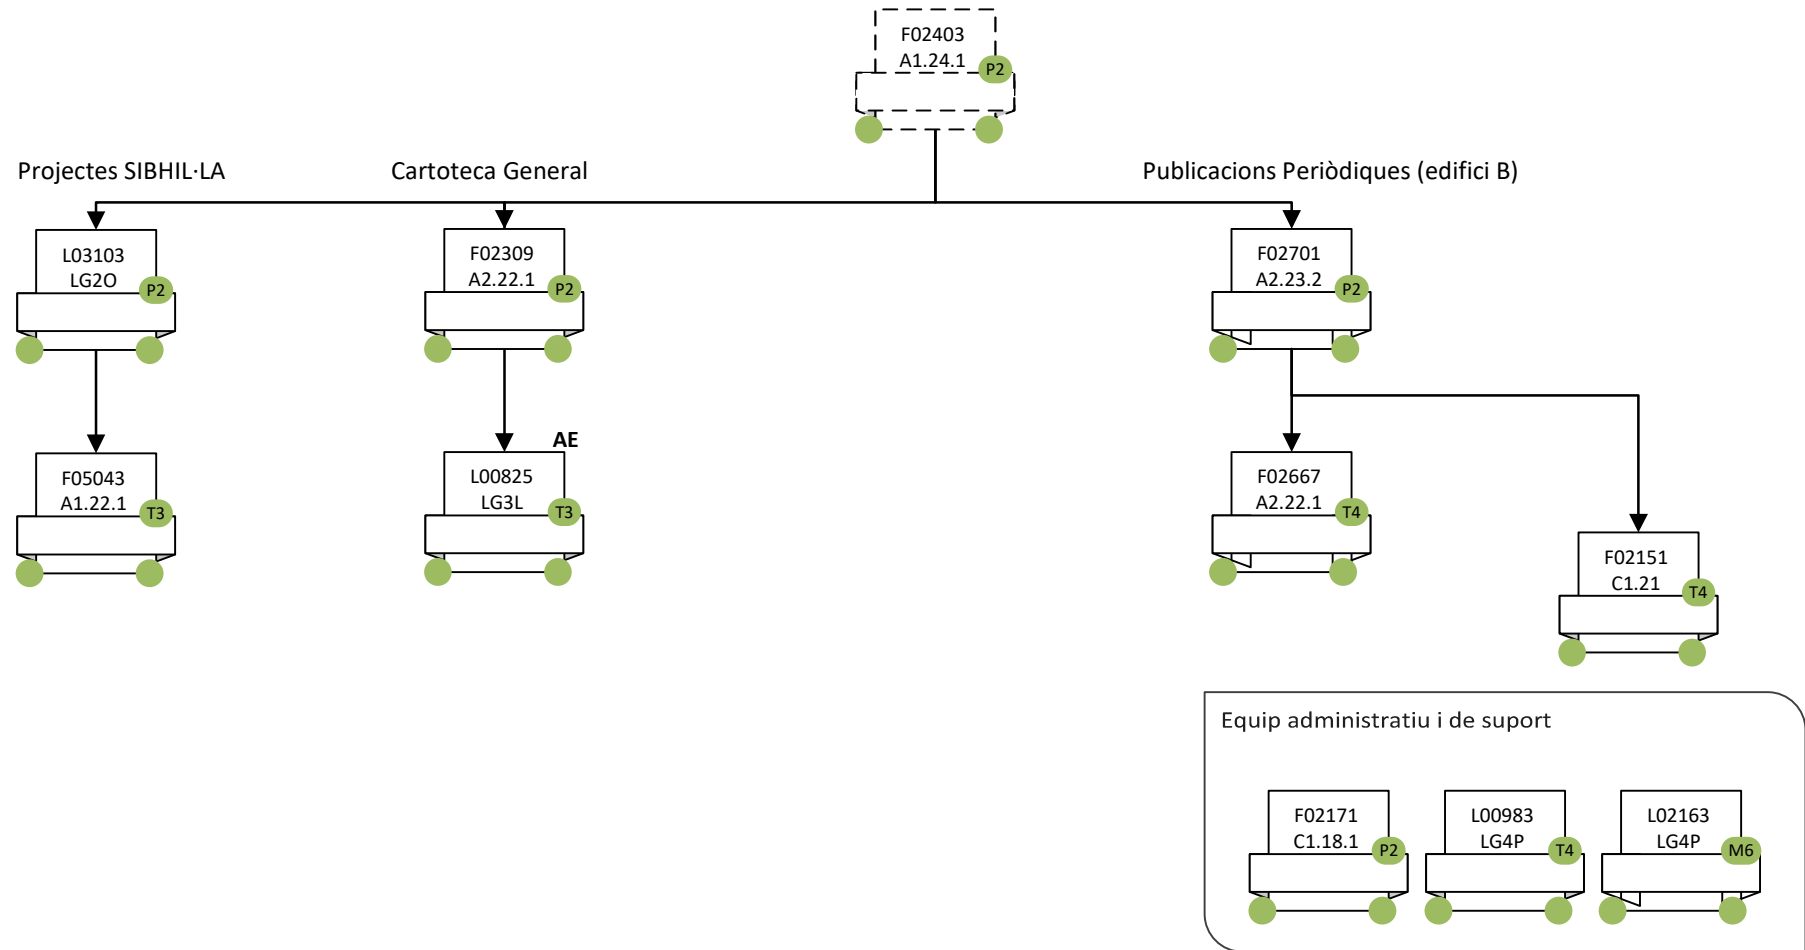 F02403
A1.24.1
P2
Projectes SIBHIL·LA
Cartoteca General
Publicacions Periòdiques (edifici B)
L03103
LG2O
P2
F02309
A2.22.1
P2
F02701
A2.23.2
P2
F05043
A1.22.1
T3
AE
L00825
LG3L
T3
F02667
A2.22.1
T4
F02151
C1.21
T4
Equip administratiu i de suport
F02171
C1.18.1
P2
L00983
LG4P
T4
L02163
LG4P
M6